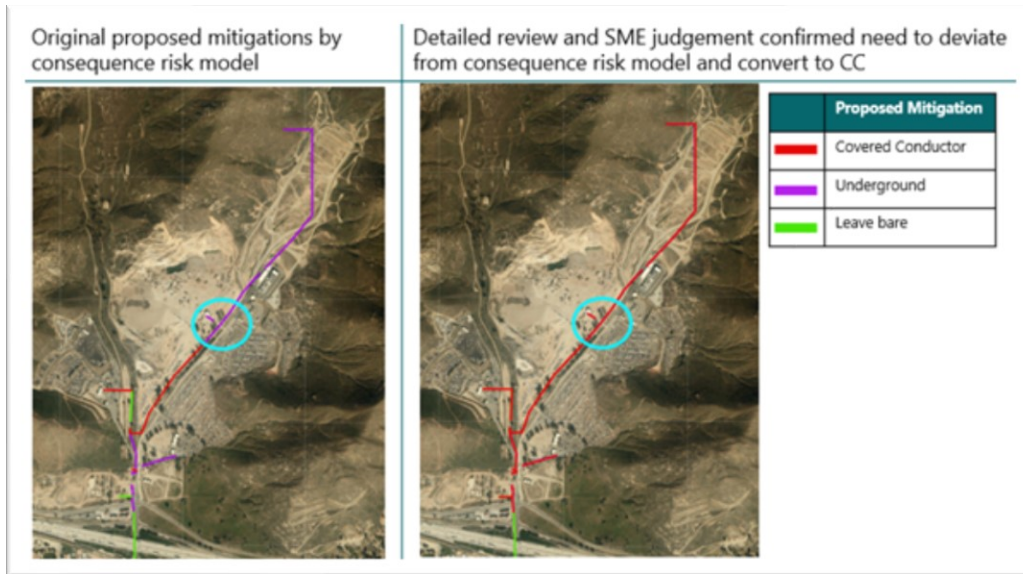 Original proposed mitigations by
consequence risk model
Detailed review and SME judgement confirmed need to deviate
from consequence risk model and convert to CC
Proposed Mitigation
Covered Conductor
Underground
Leave bare